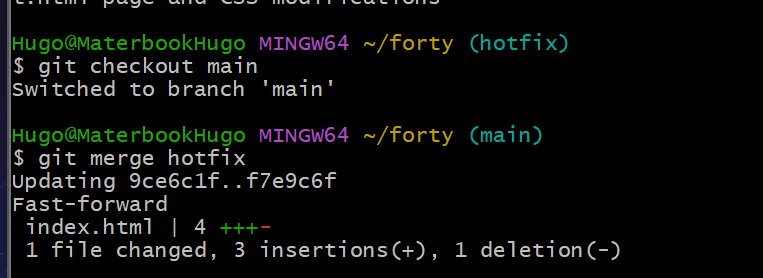 t.html page and CSS modifications
Hugo@MaterbookHugo MINGW64 ~/forty (hotfix)
$ git checkout main
Switched to branch 'main'
Hugo@MaterbookHugo MINGW64 ~/forty (main)
$ git merge hotfix
Updating 9ce6c1f..f7e9c6f
Fast-forward
 index.html | 4 +++-
 1 file changed, 3 insertions(+), 1 deletion(-)